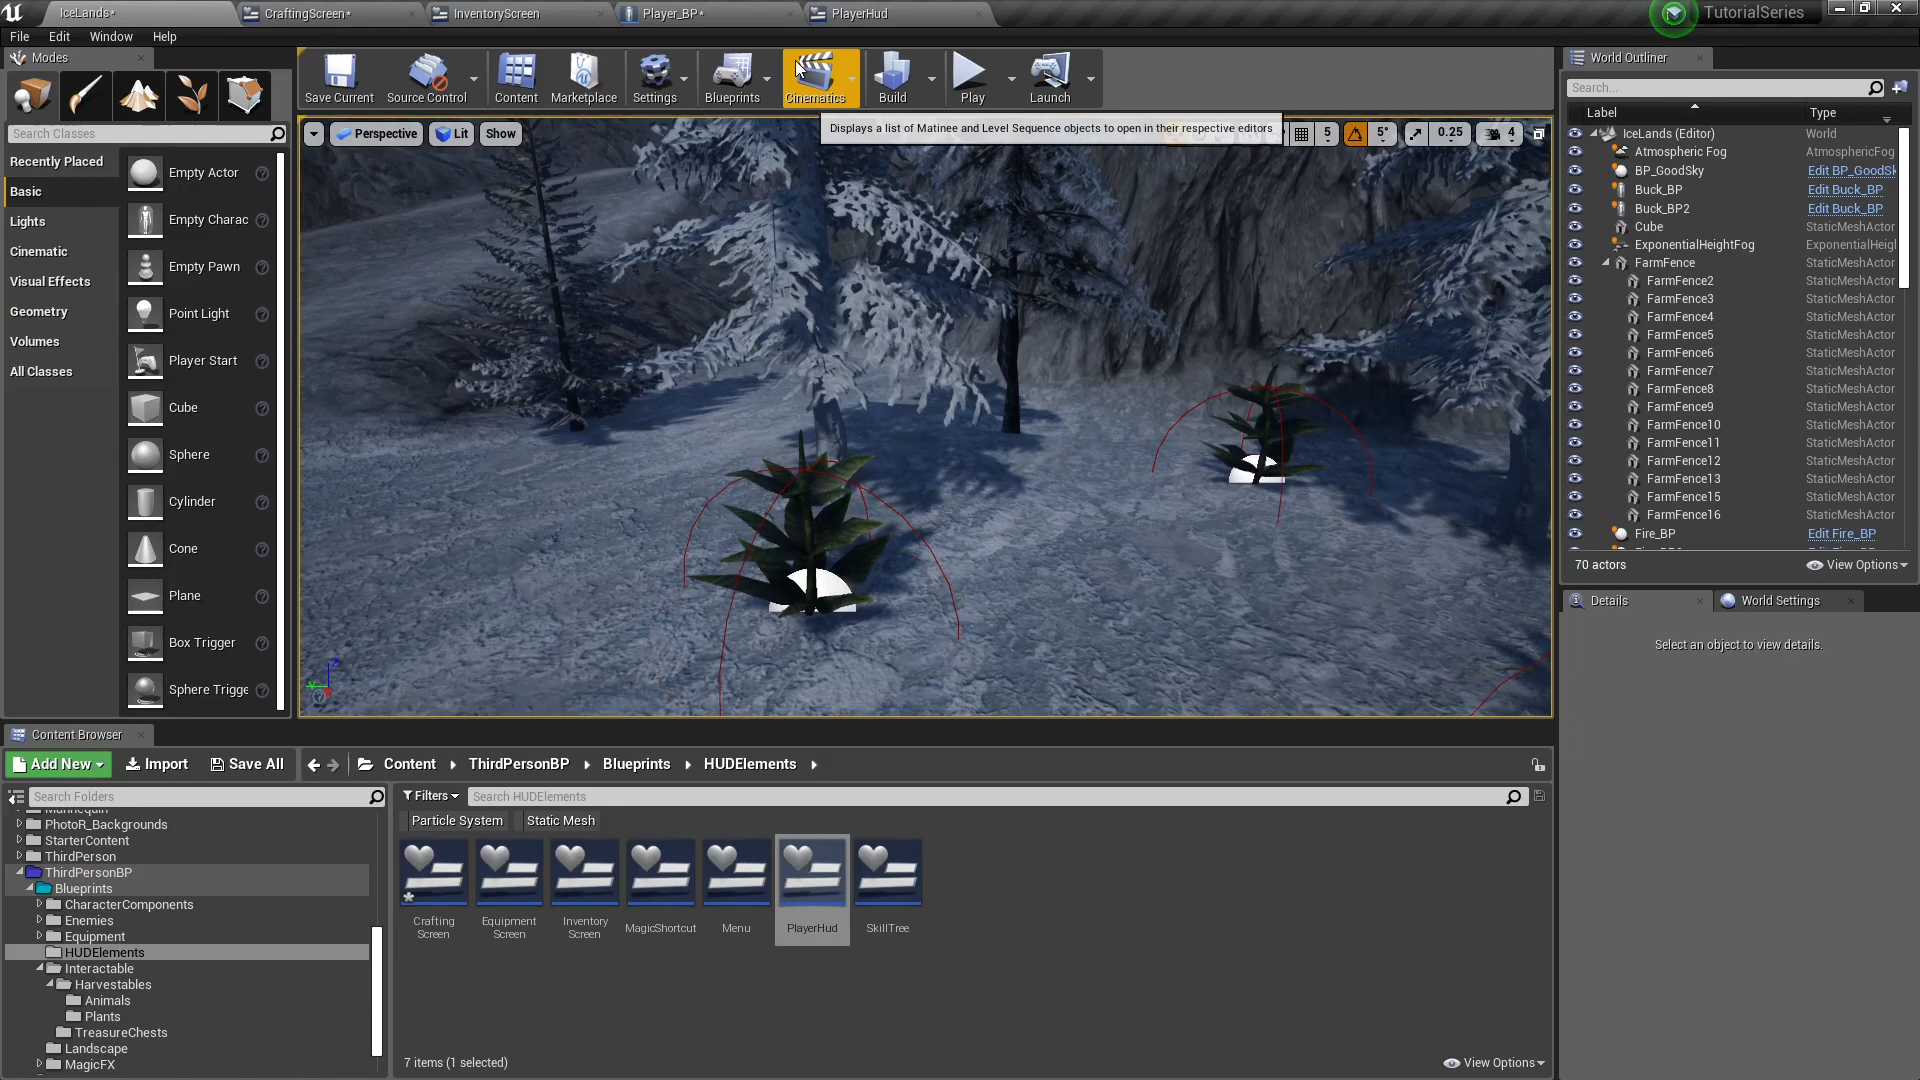 IceLands*
CraftingScreen*
InventoryScreen
Player_BP*
PlayerHud
TutorialSeries
File
Edit
Window
Help
Modes
Save Current
Source Control
Content
Marketplace
Settings
Blueprints
Cinematics
Build
Play
Launch
Displays a list of Matinee and Level Sequence objects to open in their respective editors
Search Classes
Recently Placed
Basic
Lights
Cinematic
Visual Effects
Geometry
Volumes
All Classes
Empty Actor
Empty Charac
Empty Pawn
Point Light
Player Start
Cube
Sphere
Cylinder
Cone
Plane
Box Trigger
Sphere Trigge
Perspective
Lit
Show
5
5°
0.25
4
World Outliner
Search...
Label
Type
IceLands (Editor)
World
Atmospheric Fog
AtmosphericFog
BP_GoodSky
Edit BP_GoodSk
Buck_BP
Edit Buck_BP
Buck_BP2
Edit Buck_BP
Cube
StaticMeshActor
ExponentialHeightFog
ExponentialHeigl
FarmFence
StaticMeshActor
FarmFence2
StaticMeshActor
FarmFence3
StaticMeshActor
FarmFence4
StaticMeshActor
FarmFence5
StaticMeshActor
FarmFence6
StaticMeshActor
FarmFence7
StaticMeshActor
FarmFence8
StaticMeshActor
FarmFence9
StaticMeshActor
FarmFence10
StaticMeshActor
FarmFence11
StaticMeshActor
FarmFence12
StaticMeshActor
FarmFence13
StaticMeshActor
FarmFence15
StaticMeshActor
FarmFence16
StaticMeshActor
Fire_BP
Edit Fire_BP
70 actors
View Options
Details
World Settings
Select an object to view details.
Content Browser
Add New
Import
Save All
Content
ThirdPersonBP
Blueprints
HUDElements
Search Folders
Filters
Search HUDElements
Particle System
Static Mesh
PhotoR_Backgrounds
StarterContent
ThirdPerson
ThirdPersonBP
Blueprints
CharacterComponents
Enemies
Equipment
HUDElements
Interactable
Harvestables
Animals
Plants
TreasureChests
Landscape
MagicFX
Crafting
Screen
Equipment
Screen
Inventory
Screen
MagicShortcut
Menu
PlayerHud
SkillTree
7 items (1 selected)
View Options